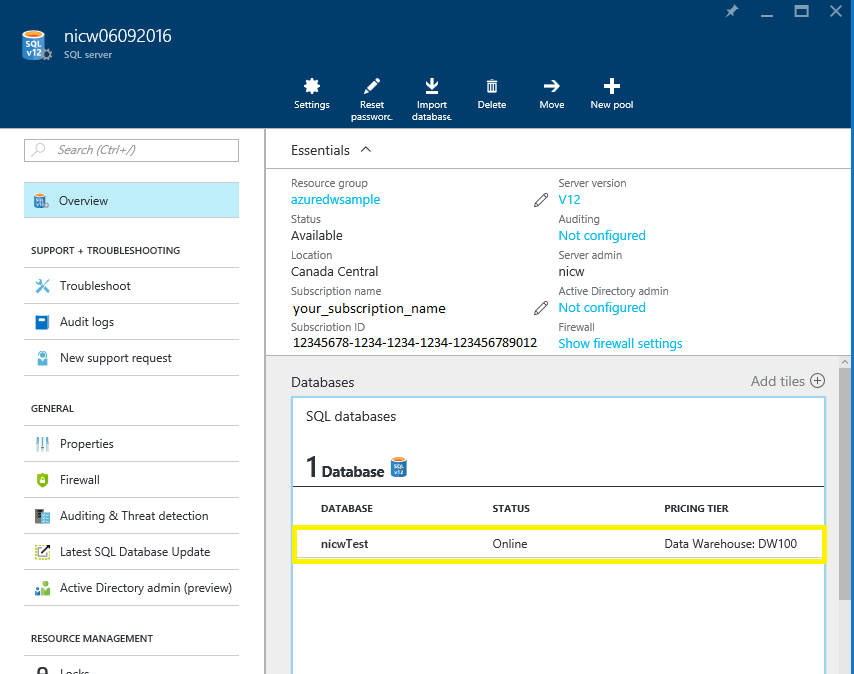 nicw06092016
SQL server
SQL
v12
Settings
Reset
passworc
Import
database
Delete
Move
New pool
Search (Ctrl+/)
Overview
SUPPORT + TROUBLESHOOTING
Troubleshoot
Audit logs
New support request
GENERAL
Properties
Firewall
Auditing & Threat detection
Latest SQL Database Update
Active Directory admin (preview)
RESOURCE MANAGEMENT
Locks
Essentials
Resource group
azuredwsample
Status
Available
Location
Canada Central
Subscription name
your_subscription_name
Subscription ID
12345678-1234-1234-1234-123456789012
Server version
V12
Auditing
Not configured
Server admin
nicw
Active Directory admin
Not configured
Firewall
Show firewall settings
Databases
Add tiles
SQL databases
1 Database
SQL
v12
DATABASE STATUS PRICING TIER
nicwTest Online Data Warehouse: DW100